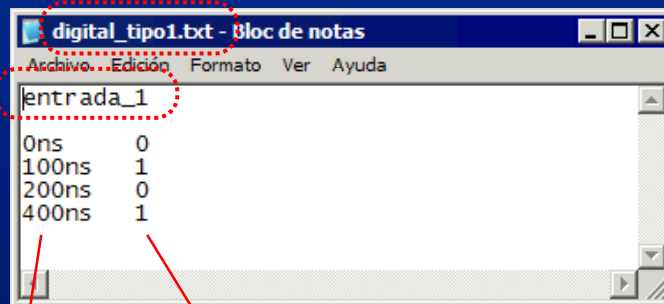 digital_tipo1.txt - Bloc de notas
Archivo Edición Formato Ver Ayuda
entrada_1
0ns 0
100ns 1
200ns 0
400ns 1